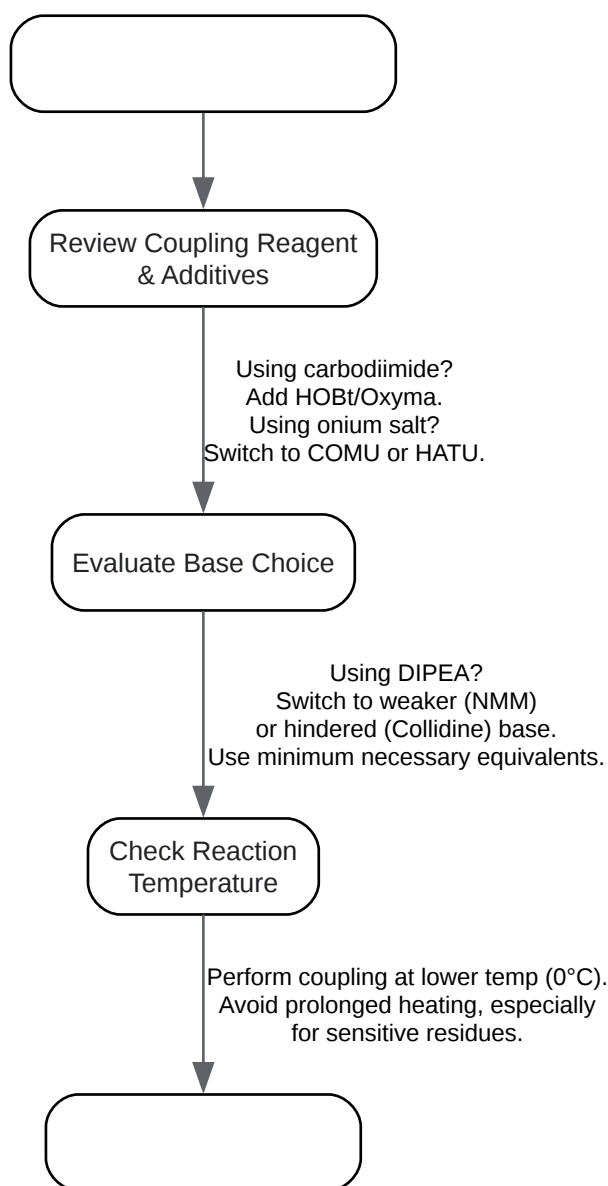 Review Coupling Reagent
& Additives
Using carbodiimide?
Add HOBt/Oxyma.
Using onium salt?
Switch to COMU or HATU.
Evaluate Base Choice
Using DIPEA?
Switch to weaker (NMM)
or hindered (Collidine) base.
Use minimum necessary equivalents.
Check Reaction
Temperature
Perform coupling at lower temp (0°C).
Avoid prolonged heating, especially
for sensitive residues.